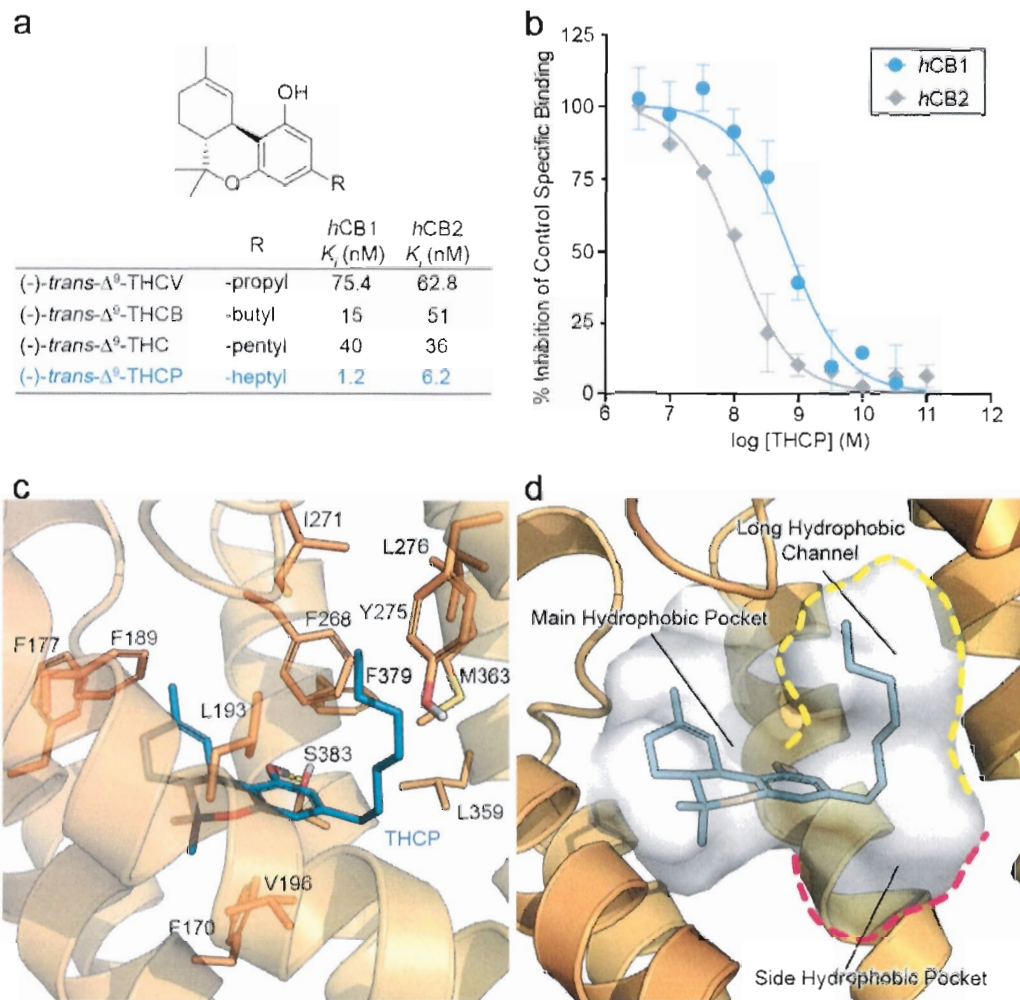 a
OH
O
R
R
hCB1
Ki (nM)
hCB2
Ki (nM)
(-)-trans-Δ⁹-THCV -propyl 75.4 62.8
(-)-trans-Δ⁹-THCB -butyl 15 51
(-)-trans-Δ⁹-THC -pentyl 40 36
(-)-trans-Δ⁹-THCP -heptyl 1.2 6.2
b
% Inhibition of Control Specific Binding
125
100
75
50
25
0
6 7 8 9 10 11 12
log [THCP] (M)
hCB1
hCB2
c
I271
L276
Y275
F268
F177
F189
F379
M363
L193
S383
L359
THCP
V196
F170
d
Long Hydrophobic
Channel
Main Hydrophobic Pocket
Side Hydrophobic Pocket